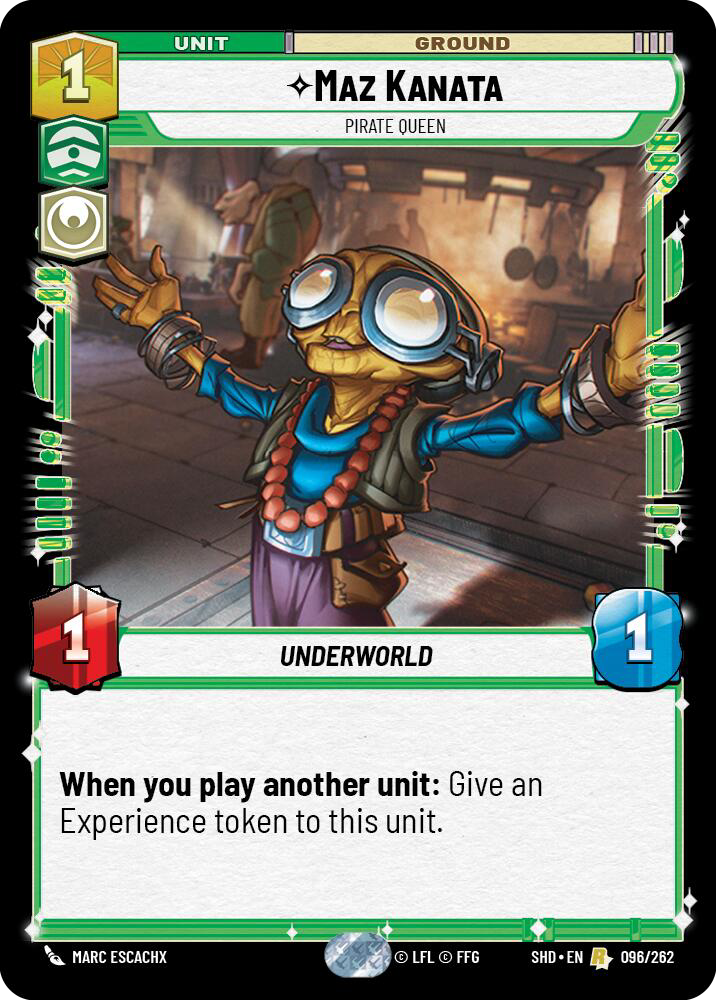 UNIT GROUND
1
MAZ KANATA
PIRATE QUEEN
1
UNDERWORLD
1
When you play another unit: Give an
Experience token to this unit.
MARC ESCACHX © LFL © FFG SHD • EN R 096/262